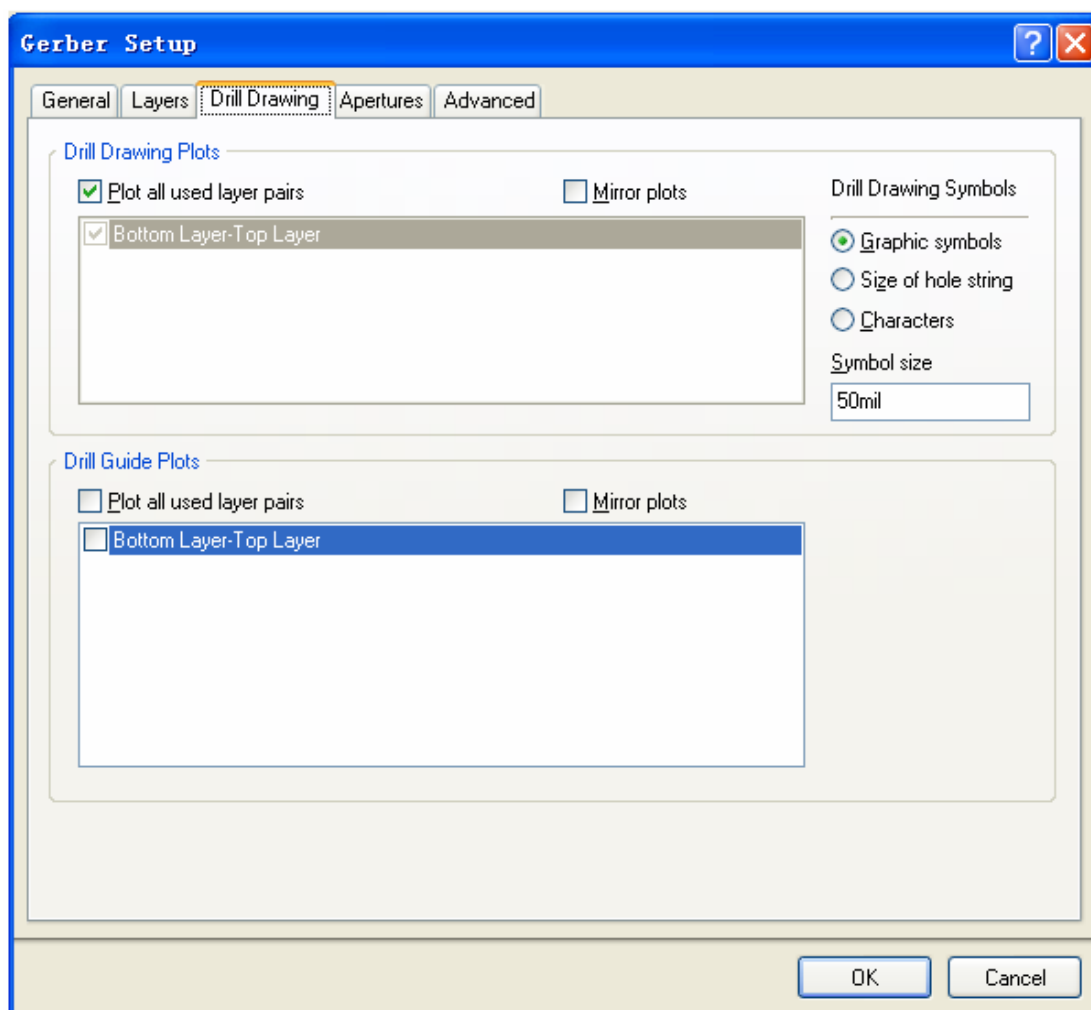 Gerber Setup
General Layers Drill Drawing Apertures Advanced
Drill Drawing Plots
Plot all used layer pairs
Mirror plots
Bottom Layer-Top Layer
Drill Drawing Symbols
Graphic symbols
Size of hole string
Characters
Symbol size
50mil
Drill Guide Plots
Plot all used layer pairs
Mirror plots
Bottom Layer-Top Layer
OK
Cancel